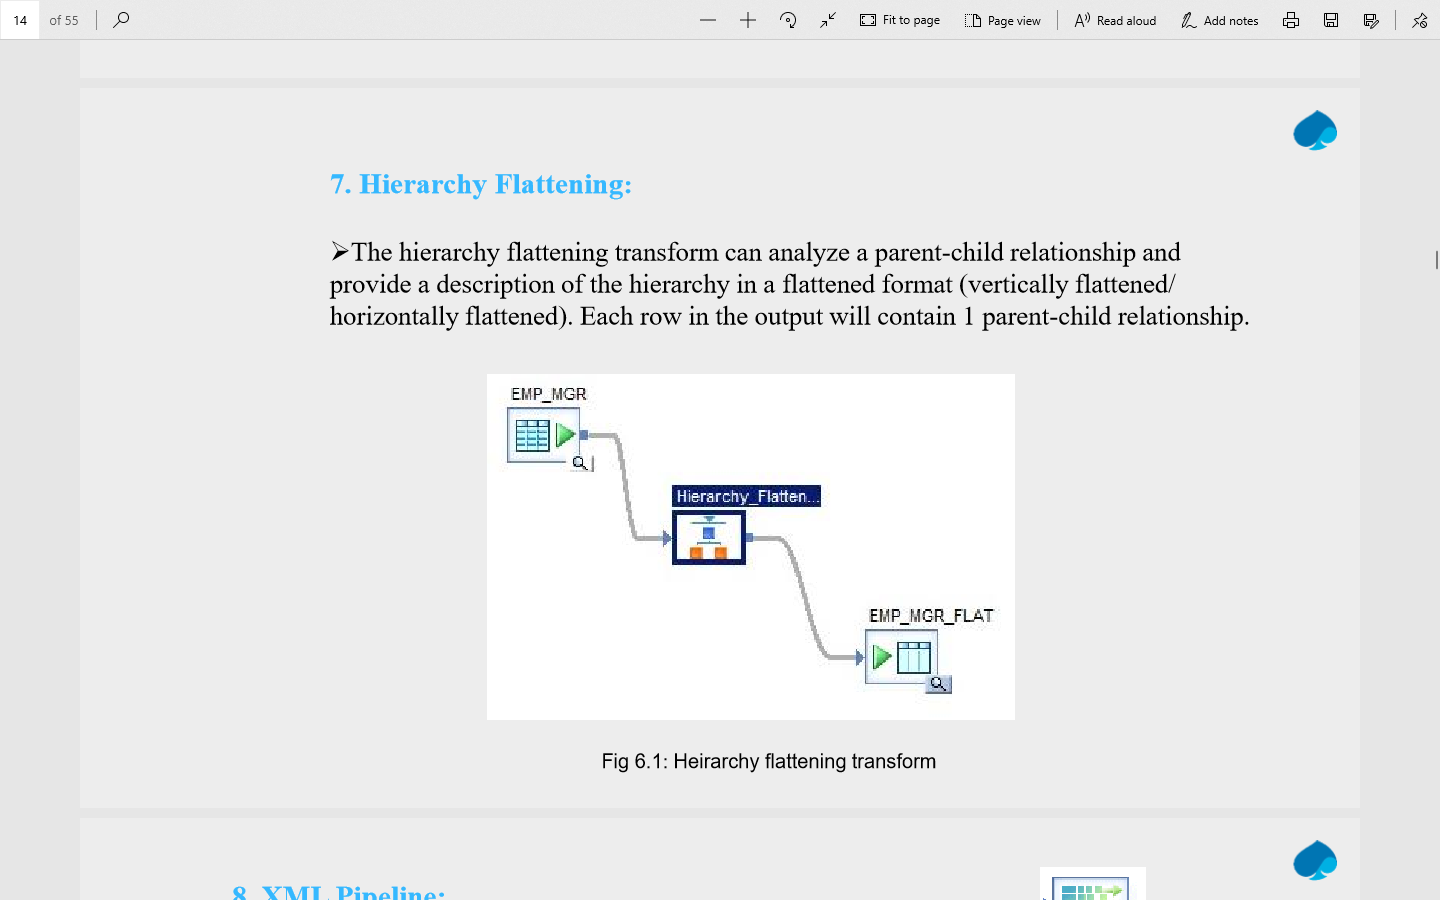 14 of 55 Fit to page Page view Read aloud Add notes
7. Hierarchy Flattening:
➢The hierarchy flattening transform can analyze a parent-child relationship and
provide a description of the hierarchy in a flattened format (vertically flattened/
horizontally flattened). Each row in the output will contain 1 parent-child relationship.
EMP_MGR
Hierarchy_Flatten...
EMP_MGR_FLAT
Fig 6.1: Heirarchy flattening transform
8. XML Pipeline: